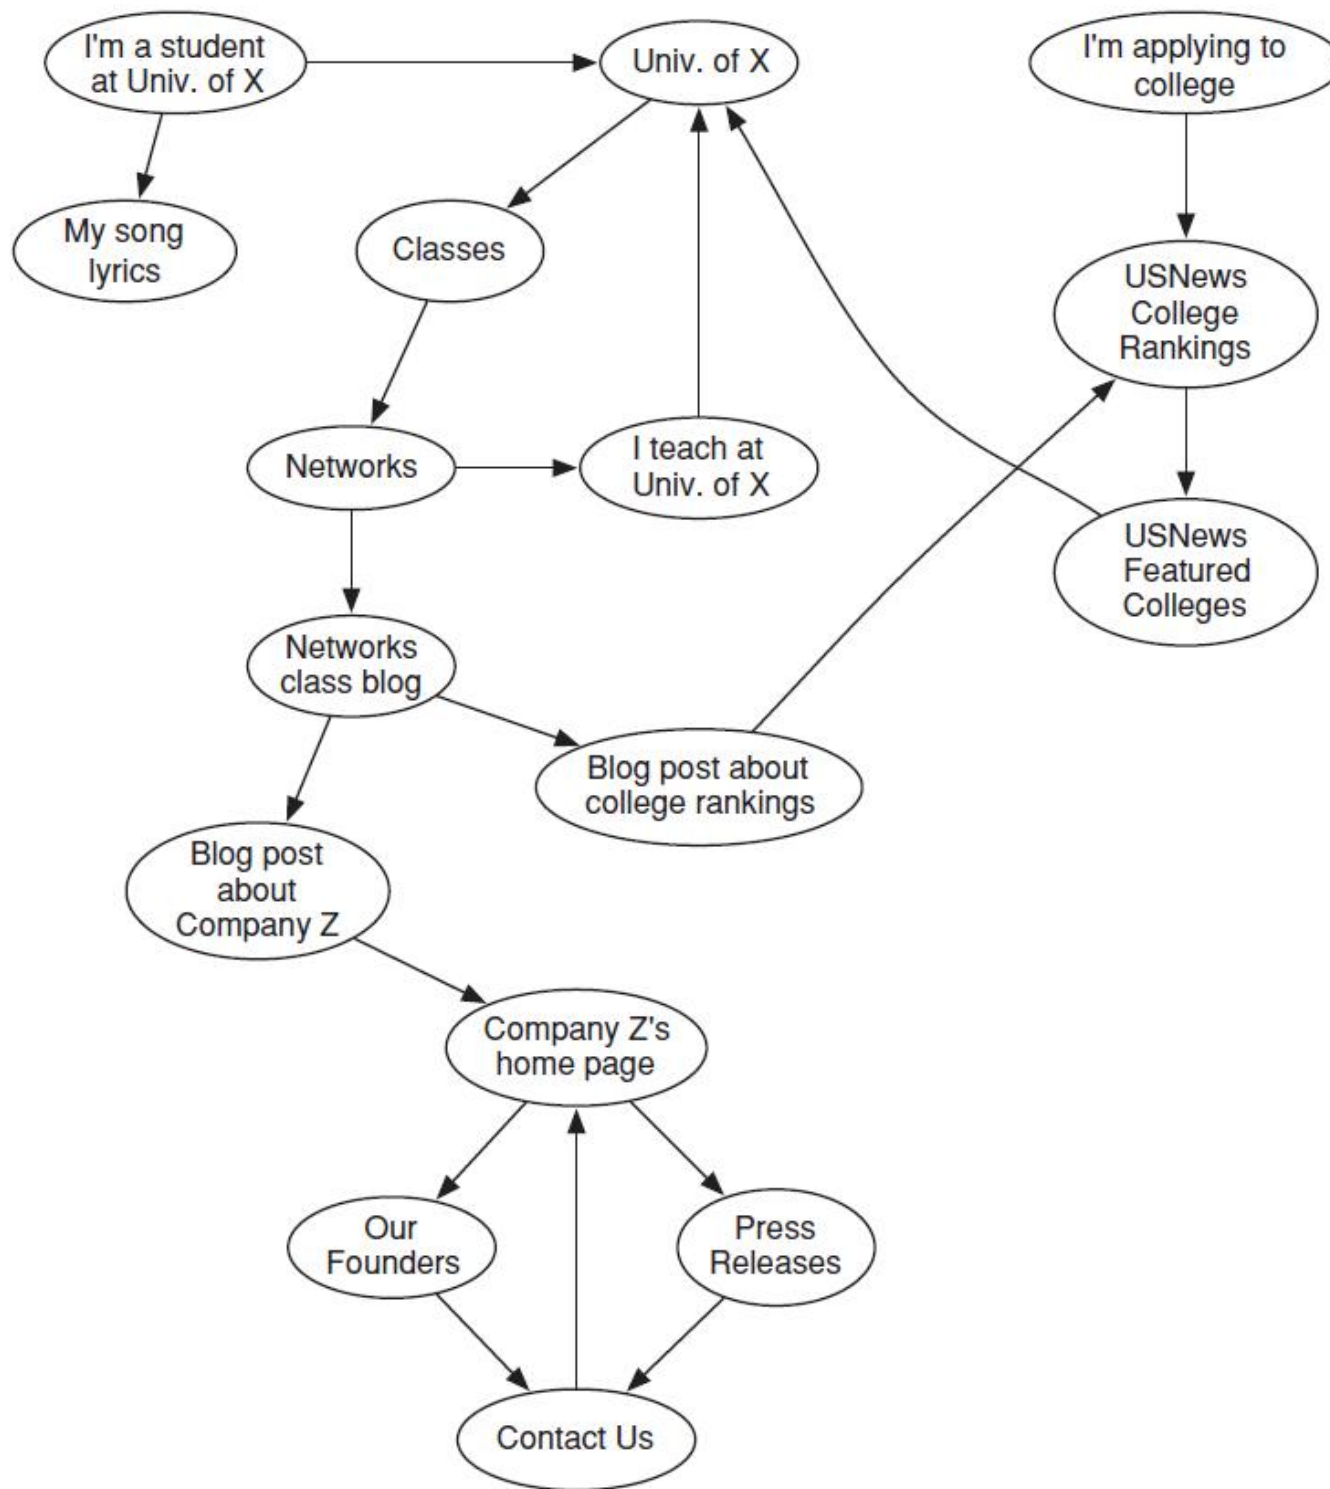 I'm a student
at Univ. of X
Univ. of X
I'm applying to
college
My song
lyrics
Classes
USNews
College
Rankings
Networks
I teach at
Univ. of X
USNews
Featured
Colleges
Networks
class blog
Blog post about
college rankings
Blog post
about
Company Z
Company Z's
home page
Our
Founders
Press
Releases
Contact Us